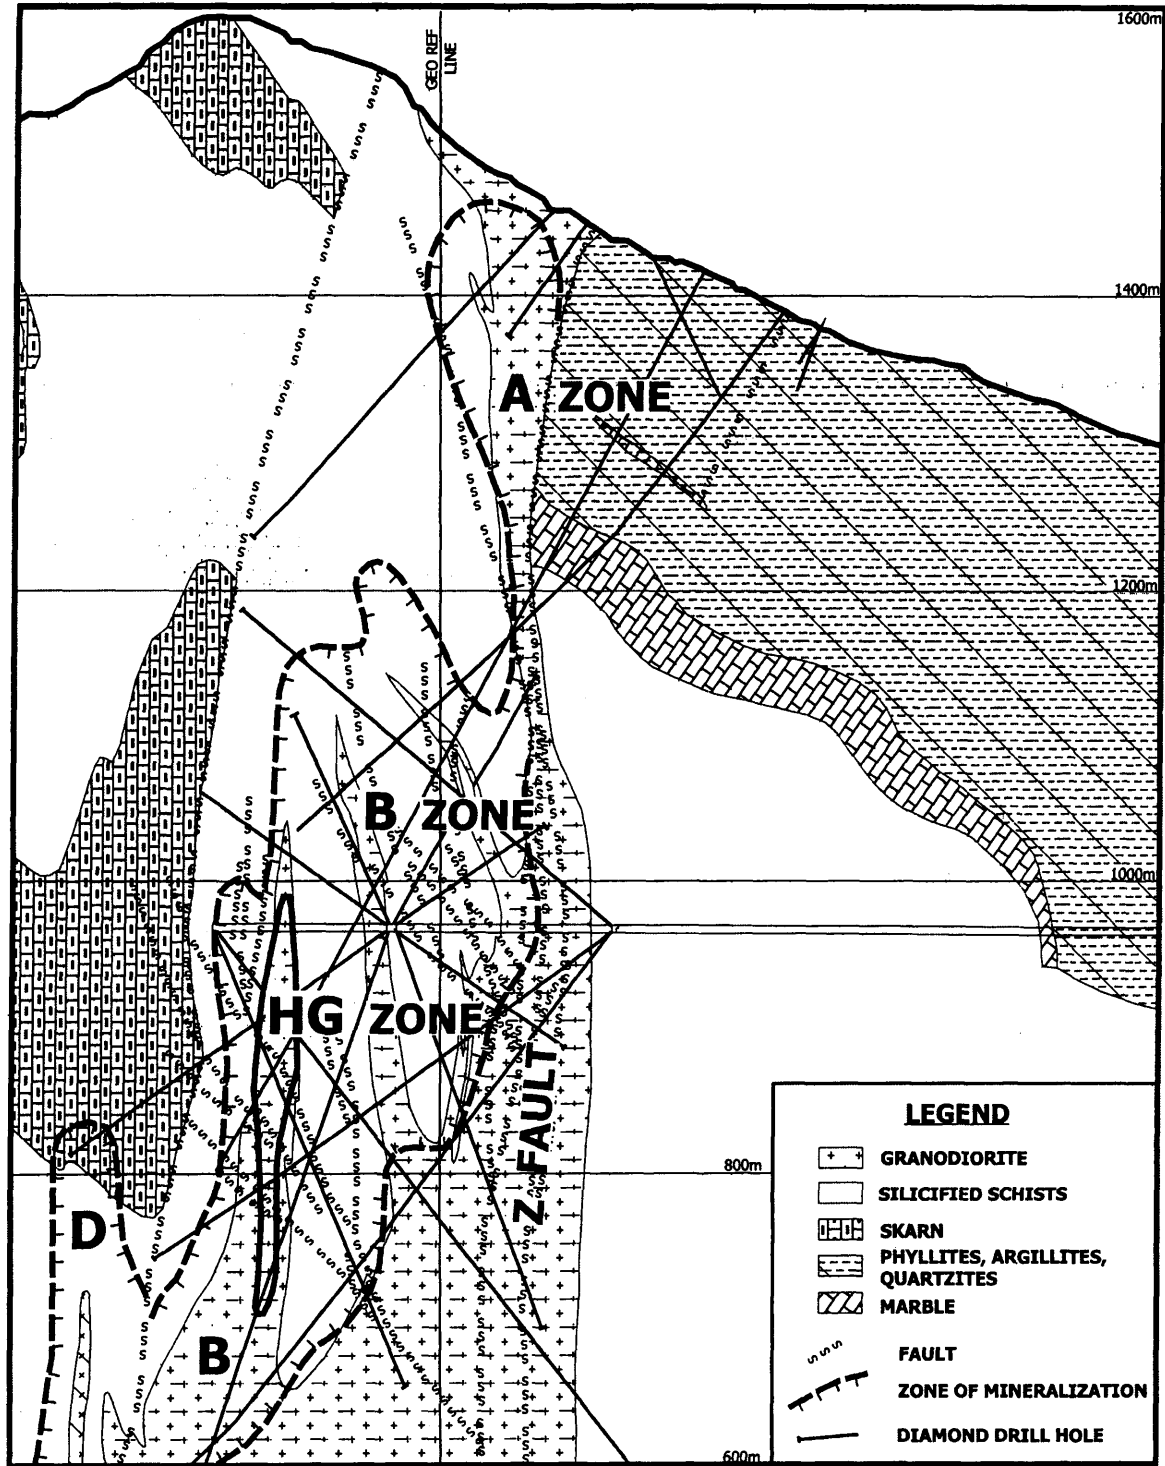 1600m
GEO REF
LINE
1400m
A ZONE
1200m
B ZONE
1000m
HG ZONE
Z FAULT
800m
D
B
600m
LEGEND
GRANODIORITE
SILICIFIED SCHISTS
SKARN
PHYLLITES, ARGILLITES,
QUARTZITES
MARBLE
FAULT
ZONE OF MINERALIZATION
DIAMOND DRILL HOLE